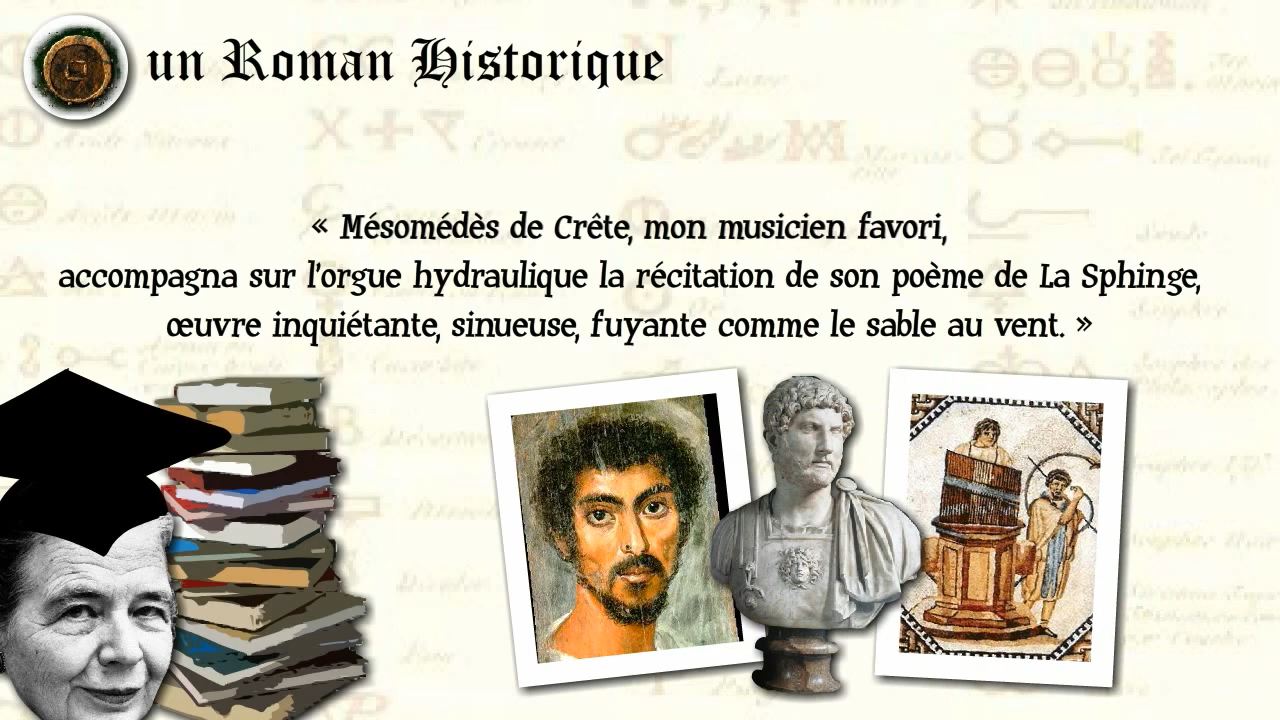 un Roman Historique
« Mésomédès de Crête, mon musicien favori,
accompagna sur l'orgue hydraulique la récitation de son poème de La Sphinge,
œuvre inquiétante, sinueuse, fuyante comme le sable au vent. »